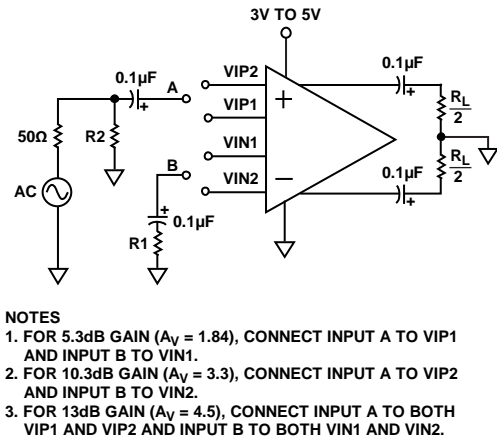 3V TO 5V
0.1µF
A
VIP2
0.1µF
+
+
+
VIP1
R_L
2
50Ω
R2
VIN1
B
0.1µF
R_L
2
AC
VIN2
−
+
+
0.1µF
R1
NOTES
1. FOR 5.3dB GAIN (A_V = 1.84), CONNECT INPUT A TO VIP1
AND INPUT B TO VIN1.
2. FOR 10.3dB GAIN (A_V = 3.3), CONNECT INPUT A TO VIP2
AND INPUT B TO VIN2.
3. FOR 13dB GAIN (A_V = 4.5), CONNECT INPUT A TO BOTH
VIP1 AND VIP2 AND INPUT B TO BOTH VIN1 AND VIN2.